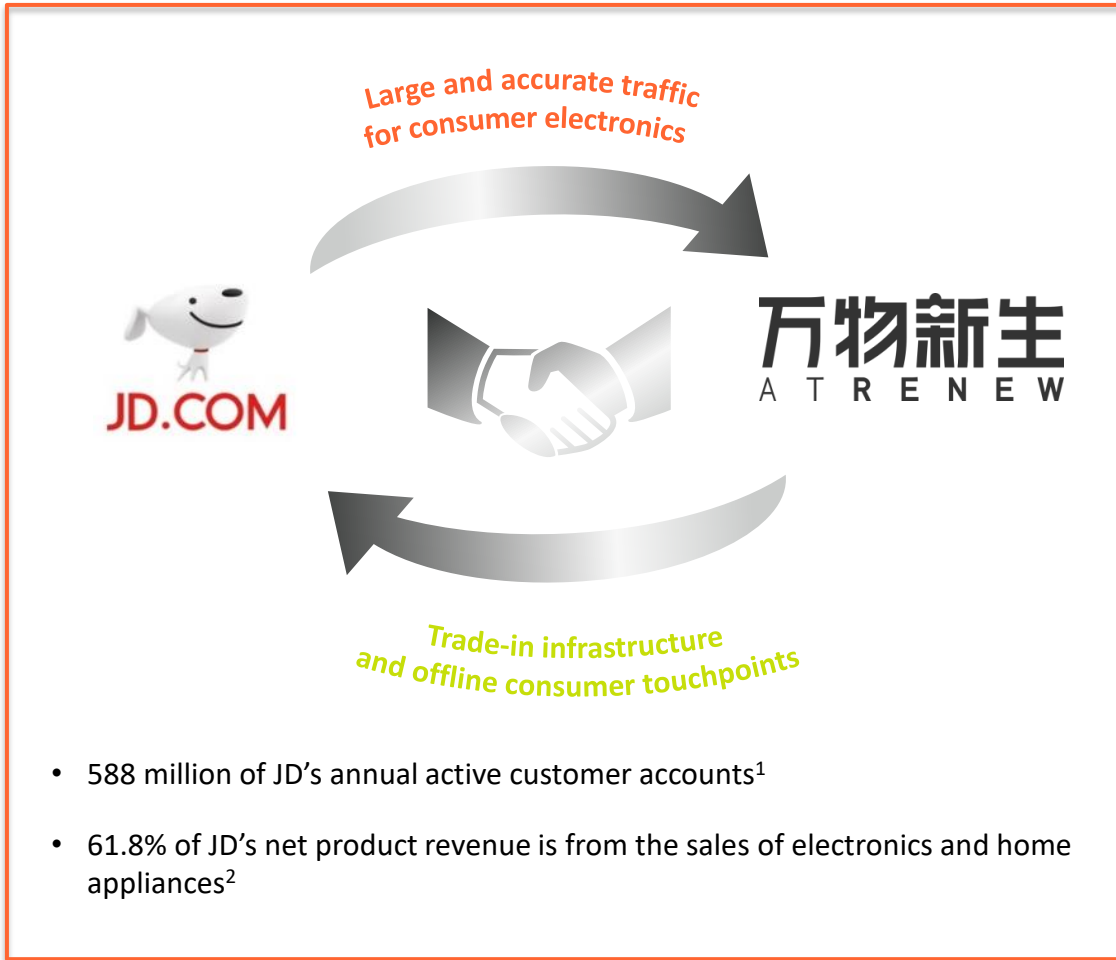 Large and accurate traffic
for consumer electronics
JD.COM
万物新生
ATRENEW
Trade-in infrastructure
and offline consumer touchpoints
• 588 million of JD’s annual active customer accounts¹
• 61.8% of JD’s net product revenue is from the sales of electronics and home
appliances²